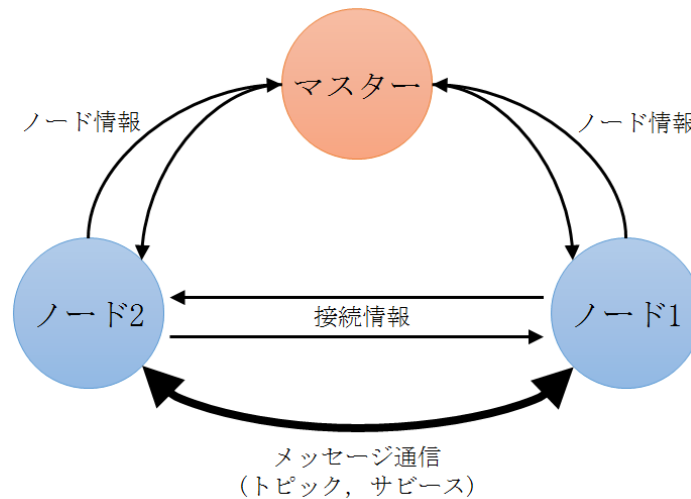 マスター
ノード情報
ノード情報
ノード2
接続情報
ノード1
メッセージ通信
(トピック, サビース)